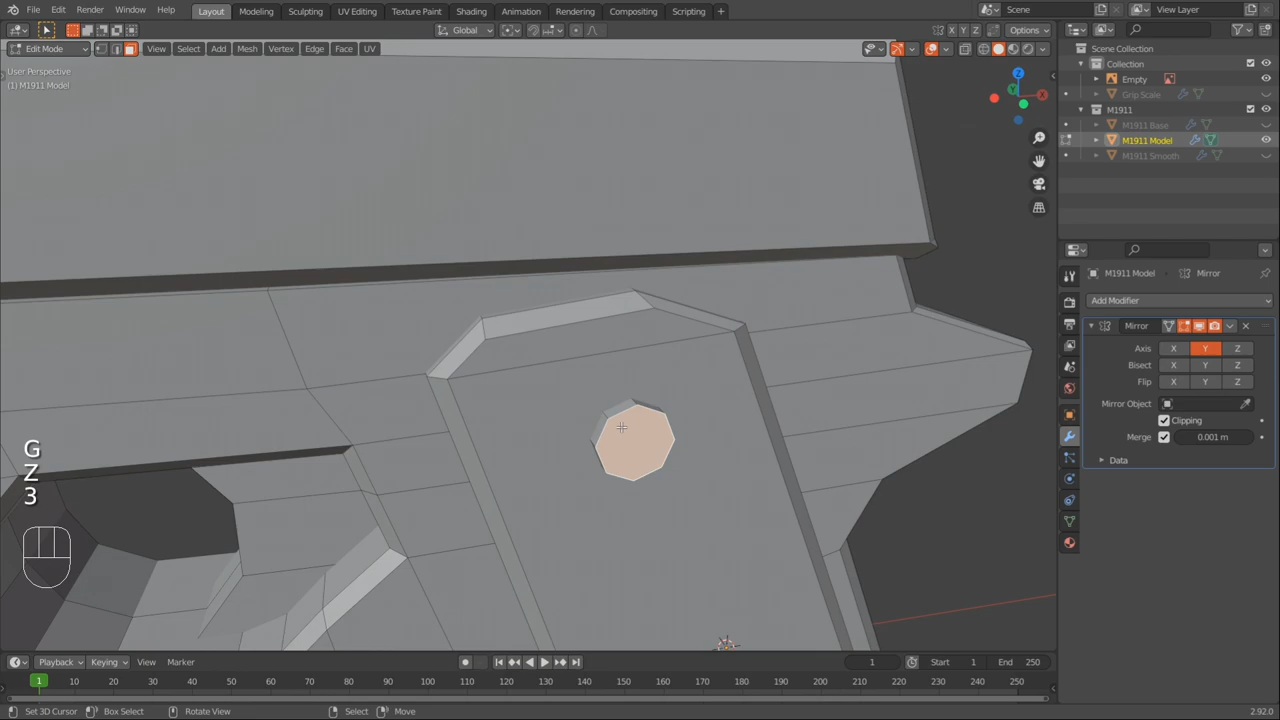 File Edit Render Window Help Layout Modeling Sculpting UV Editing Texture Paint Shading Animation Rendering Compositing Scripting + Scene View Layer
Global X Y Z Options
Edit Mode View Select Add Mesh Vertex Edge Face UV
User Perspective
(1) M1911 Model
Z
Y
X
Scene Collection
Collection
Empty
Grip Scale
M1911
M1911 Base
M1911 Model
M1911 Smooth
M1911 Model Mirror
Add Modifier
Mirror
Axis X Y Z
Bisect X Y Z
Flip X Y Z
Mirror Object
Clipping
Merge 0.001 m
Data
G
Z
3
Playback Keying View Marker 1 Start 1 End 250
1 10 20 30 40 50 60 70 80 90 100 110 120 130 140 150 160 170 180 190 200 210 220 230 240 250
Set 3D Cursor Box Select Rotate View Select Move 2.92.0